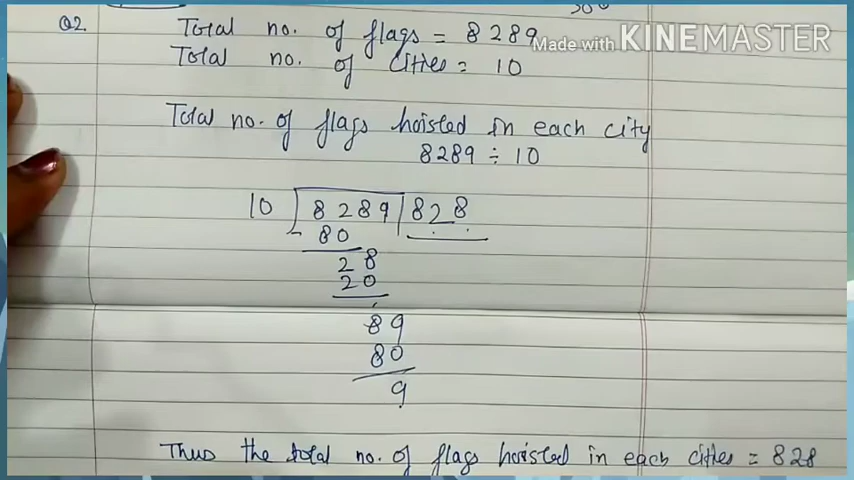 Q2. Total no. of flags = 8289
Made with KINEMASTER
Total no. of cities = 10
Total no. of flags hoisted in each city
8289 ÷ 10
10 8289 828
80
28
20
89
80
9
Thus the total no. of flags hoisted in each cities = 828